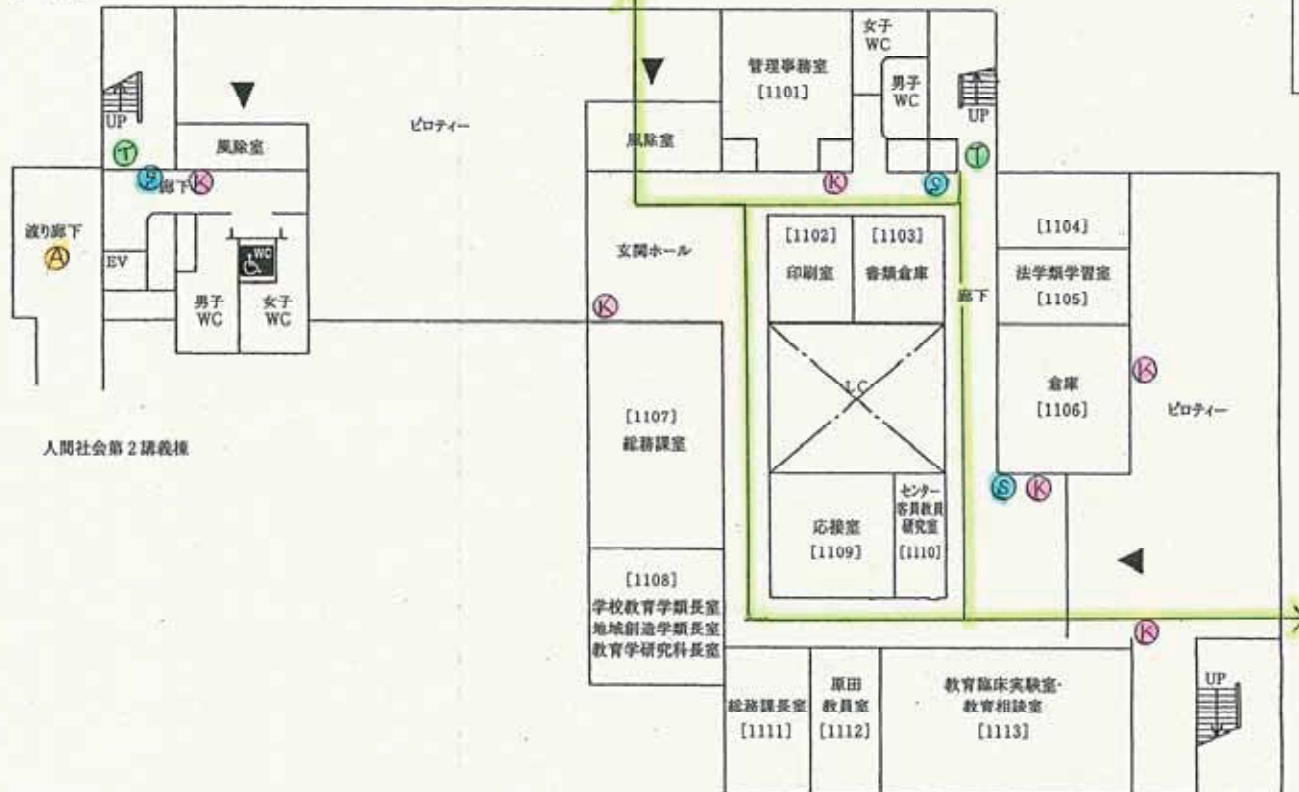 女子
WC
管理事務室
[1101]
男子
WC
UP
UP
ピロティー
風除室
風除室
廊下
渡り廊下
A
EV
男子
WC
女子
WC
WC
T
S
K
K
S
T
玄関ホール
K
[1102]
印刷室
[1103]
書類倉庫
廊下
[1104]
法学類学習室
[1105]
倉庫
[1106]
K
ピロティー
S
K
LC
人間社会第2講義棟
[1107]
総務課室
応接室
[1109]
センター
客員教員
研究室
[1110]
[1108]
学校教育学類長室
地域創造学類長室
教育学研究科長室
K
総務課長室
[1111]
原田
教員室
[1112]
教育臨床実験室・
教育相談室
[1113]
UP